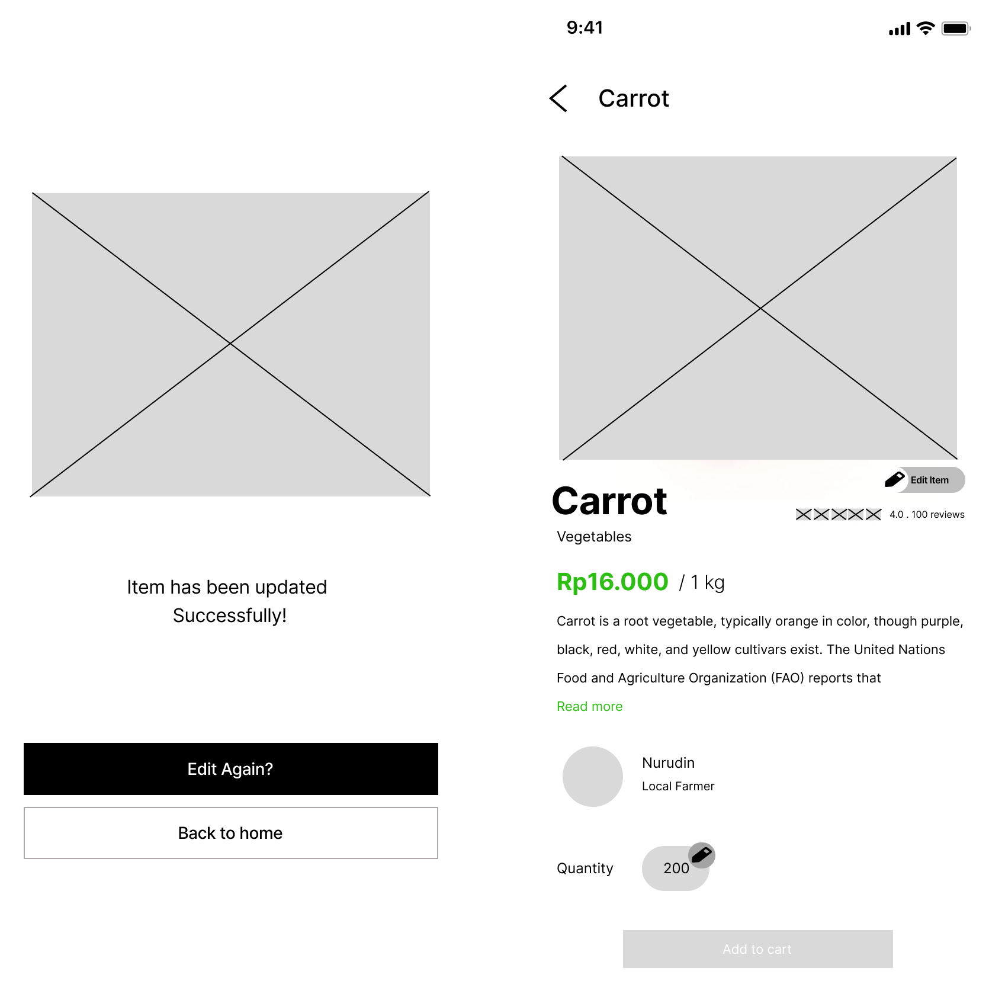 Item has been updated
Successfully!
Edit Again?
Back to home
9:41
Carrot
Edit Item
Carrot
4.0 . 100 reviews
Vegetables
Rp16.000 / 1 kg
Carrot is a root vegetable, typically orange in color, though purple,
black, red, white, and yellow cultivars exist. The United Nations
Food and Agriculture Organization (FAO) reports that
Read more
Nurudin
Local Farmer
Quantity 200
Add to cart